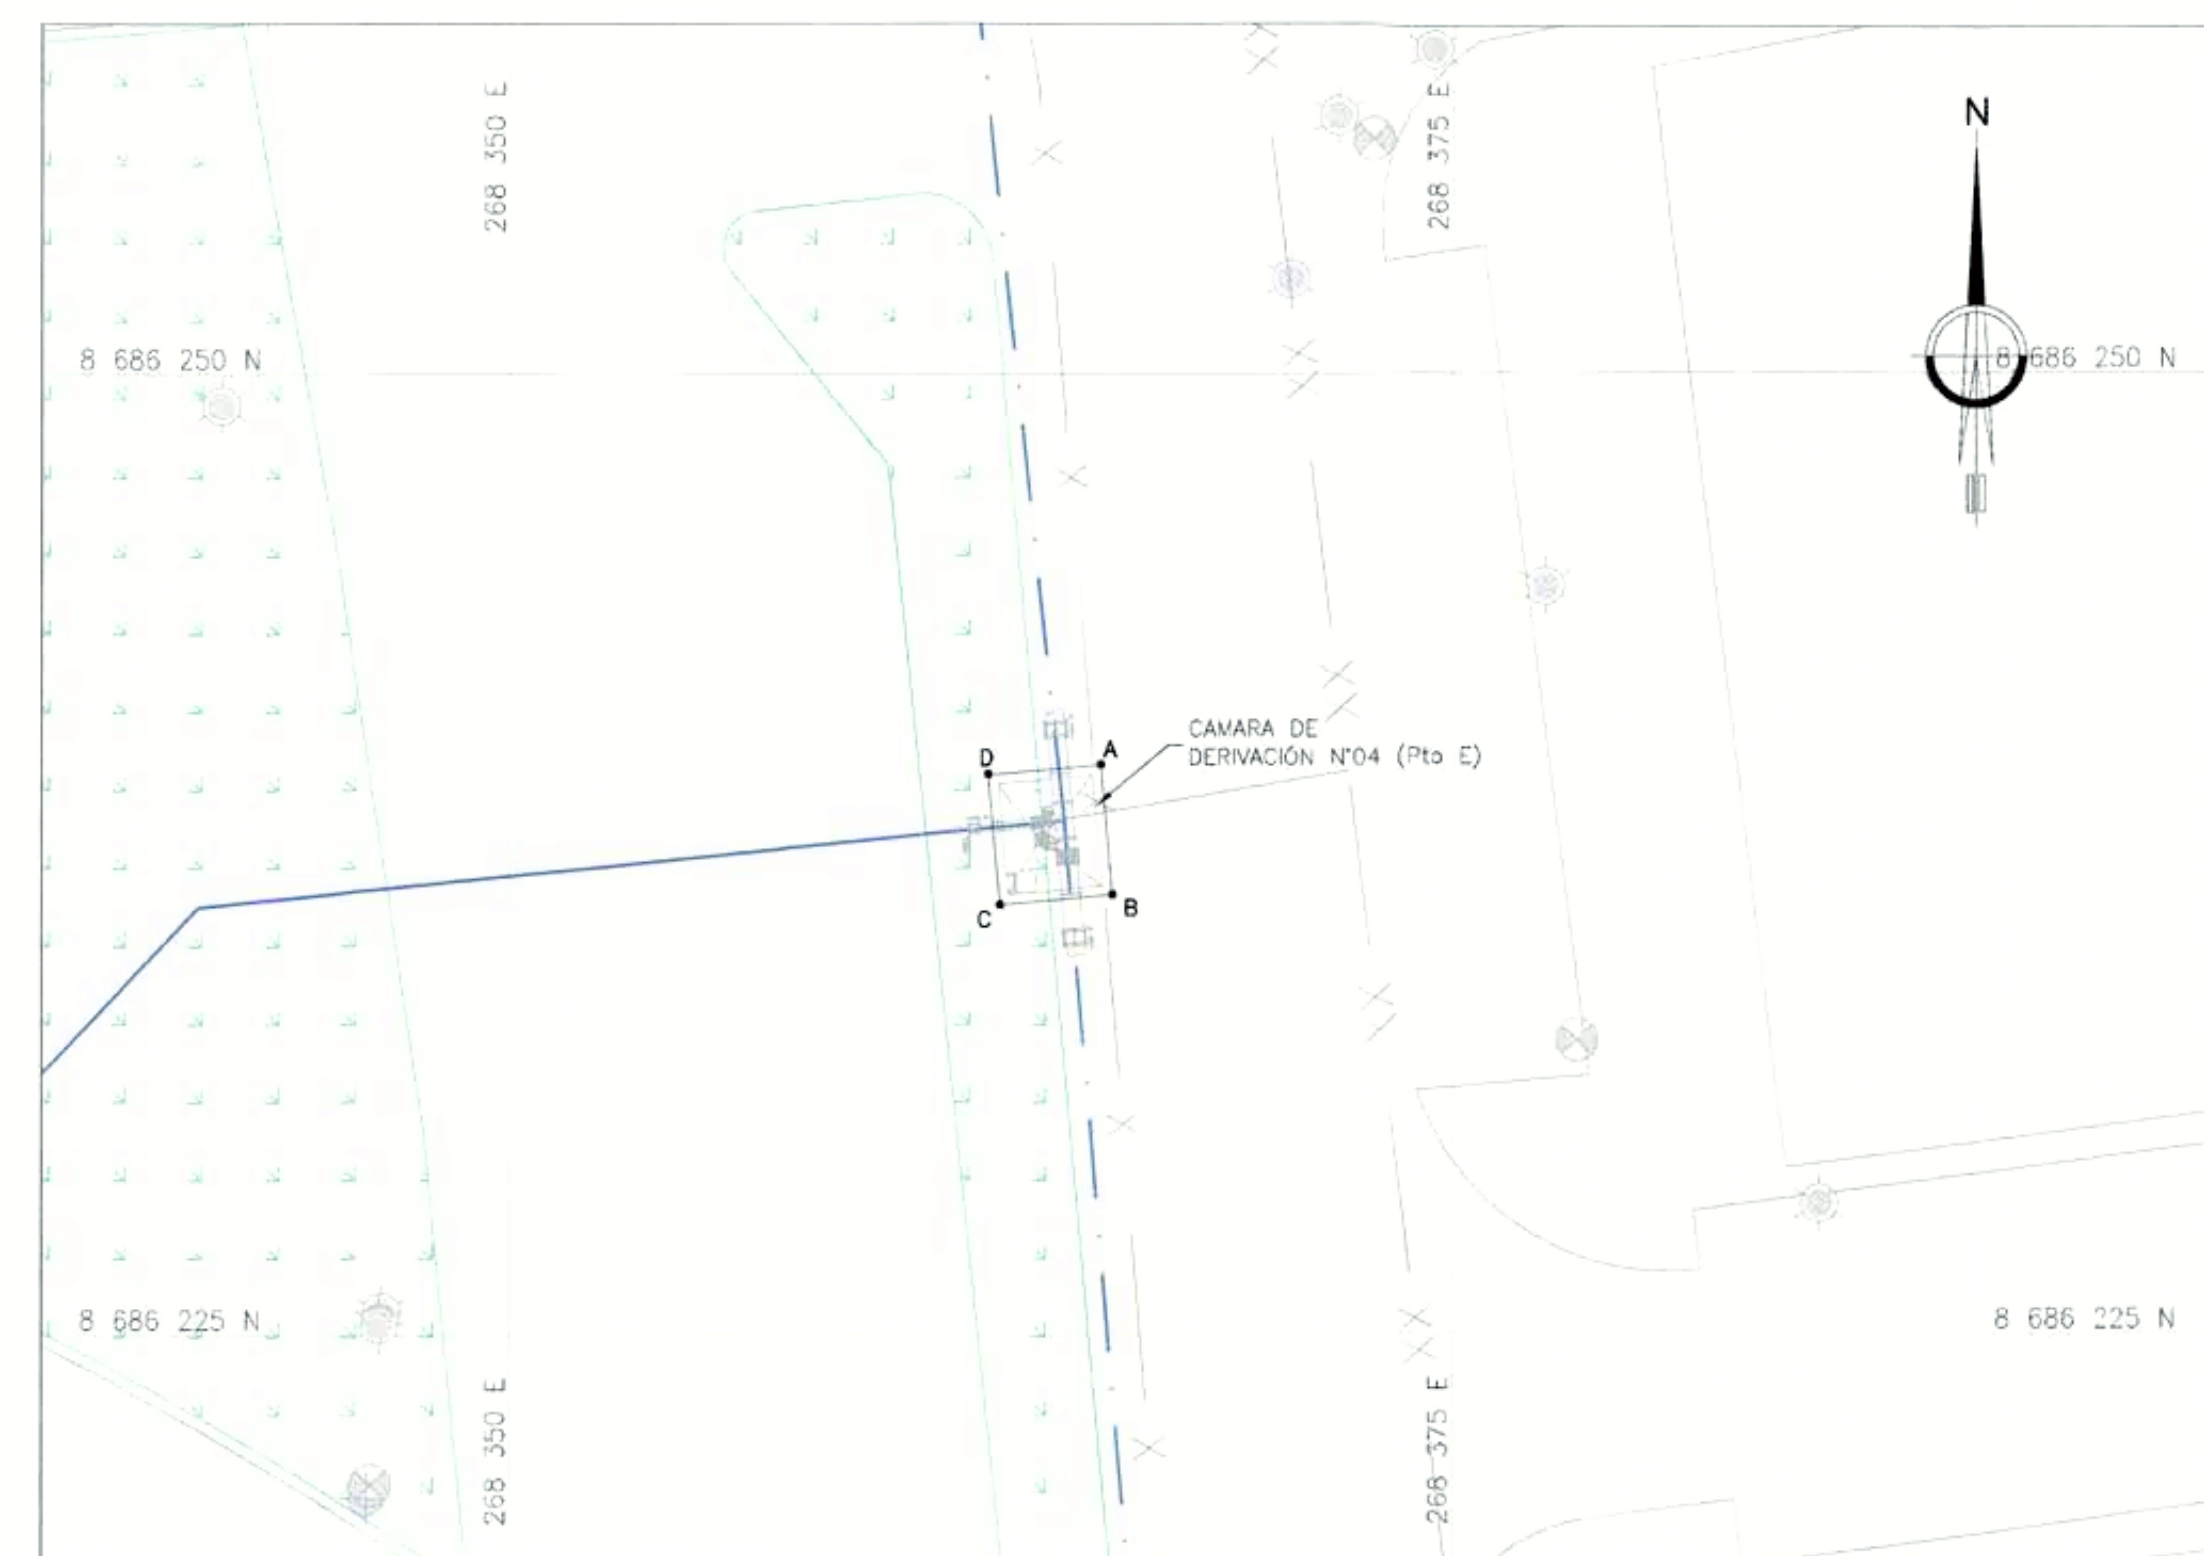 268 350 E
268 375 E
N
8 686 250 N
8 686 250 N
CAMARA DE
DERIVACIÓN N°04 (Pto E)
D
A
C
B
8 686 225 N
8 686 225 N
268 350 E
268 375 E